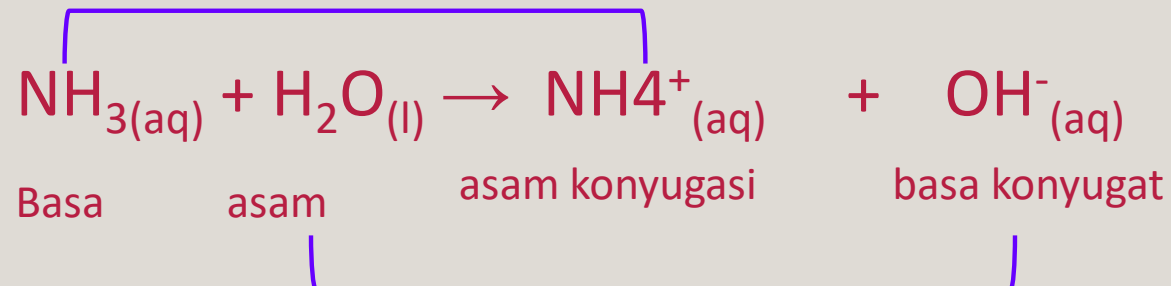 NH₃₍aq₎ + H₂O₍l₎ → NH4⁺₍aq₎ + OH⁻₍aq₎
Basa asam asam konyugasi basa konyugat